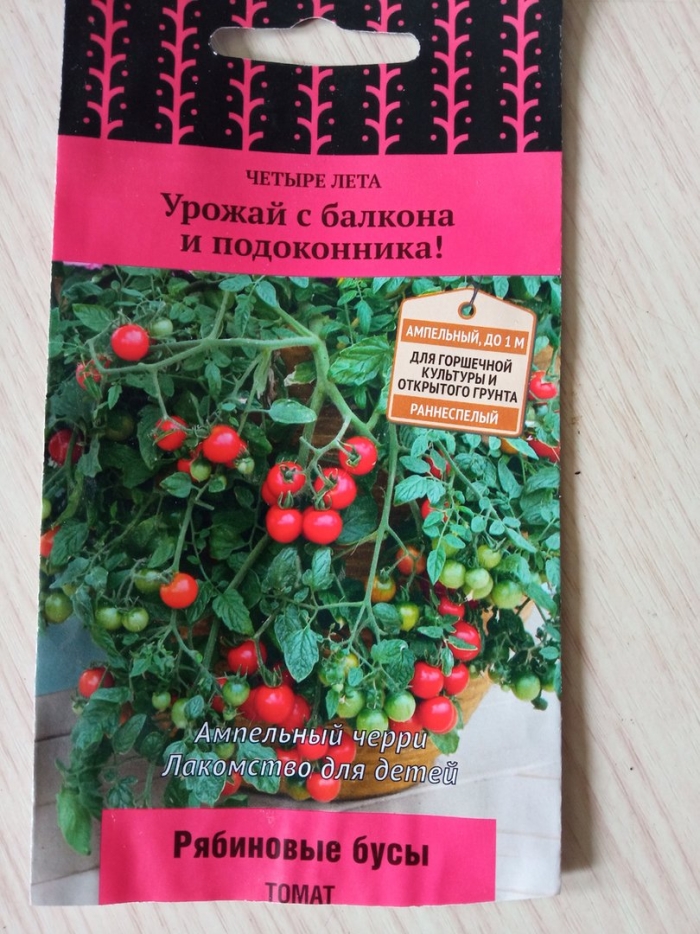 ЧЕТЫРЕ ЛЕТА
Урожай с балкона
и подоконника!
АМПЕЛЬНЫЙ, ДО 1 М
ДЛЯ ГОРШЕЧНОЙ
КУЛЬТУРЫ И
ОТКРЫТОГО ГРУНТА
РАННЕСПЕЛЫЙ
Ампельный черри
Лакомство для детей
Рябиновые бусы
ТОМАТ